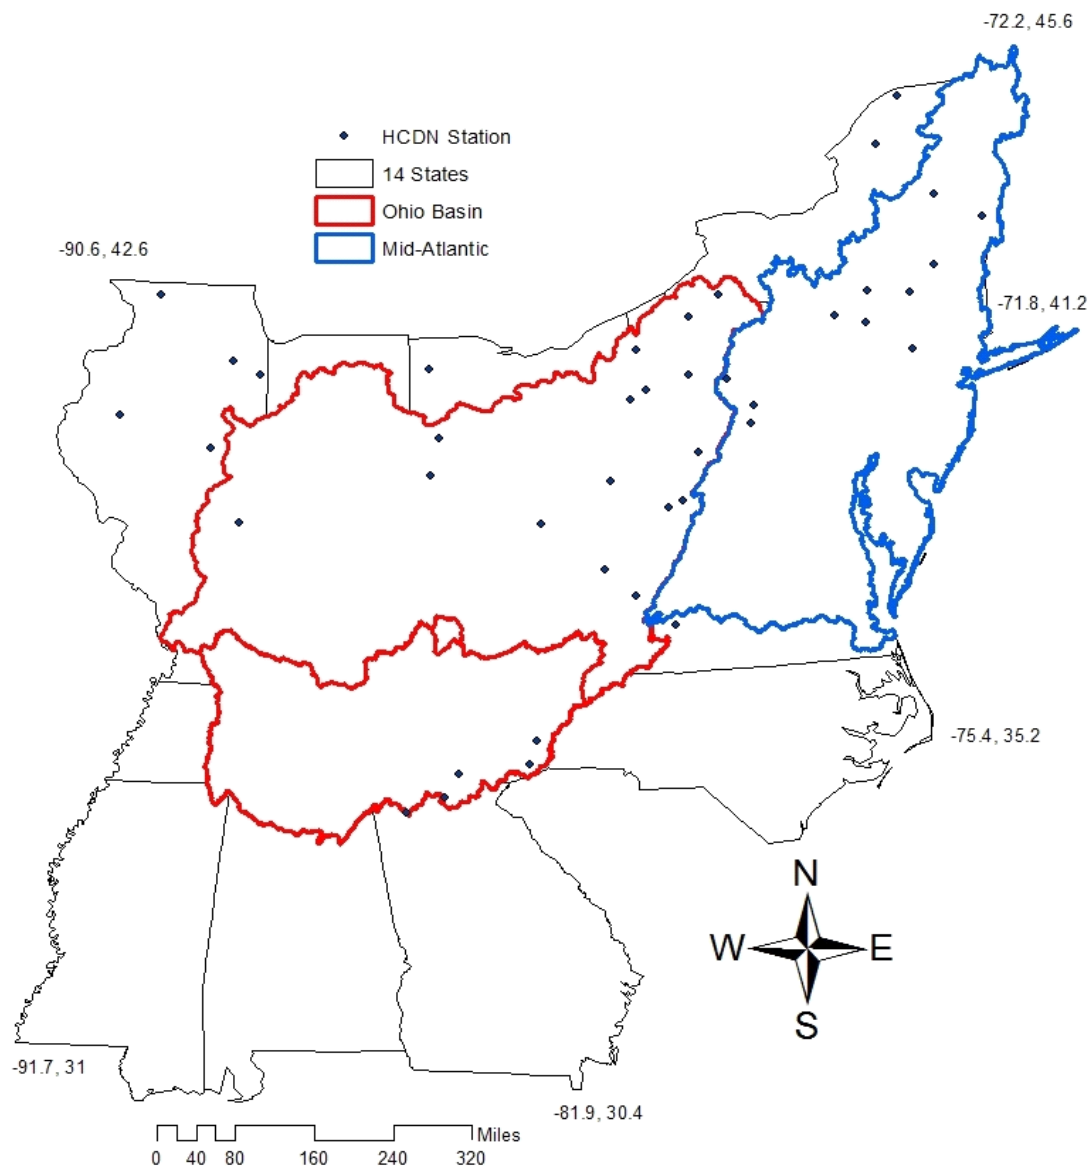 -72.2, 45.6
HCDN Station
14 States
Ohio Basin
Mid-Atlantic
-90.6, 42.6
-71.8, 41.2
-75.4, 35.2
N
W E
S
-91.7, 31
-81.9, 30.4
Miles
0 40 80 160 240 320